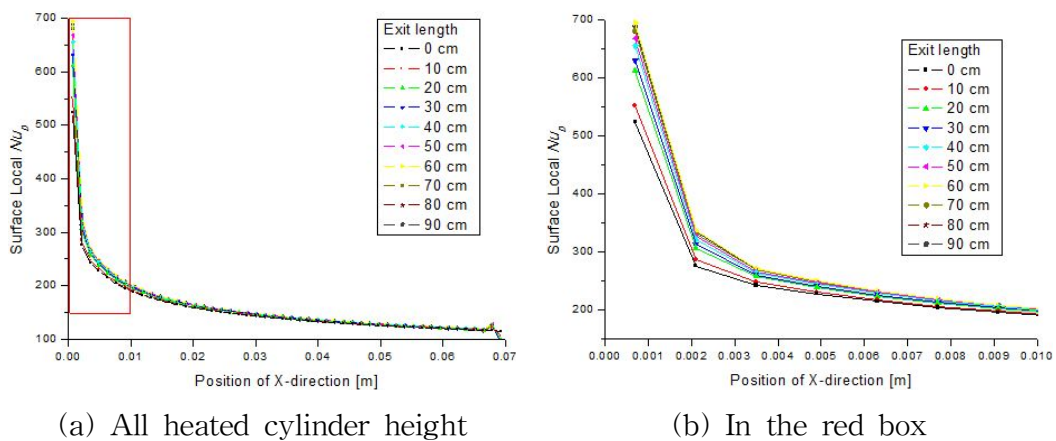 700
600
500
400
300
200
100
0.00 0.01 0.02 0.03 0.04 0.05 0.06 0.07
Surface Local Nu_D
Position of X-direction [m]
Exit length
0 cm
10 cm
20 cm
30 cm
40 cm
50 cm
60 cm
70 cm
80 cm
90 cm
(a) All heated cylinder height
700
600
500
400
300
200
0.000 0.001 0.002 0.003 0.004 0.005 0.006 0.007 0.008 0.009 0.010
Surface Local Nu_D
Position of X-direction [m]
Exit length
0 cm
10 cm
20 cm
30 cm
40 cm
50 cm
60 cm
70 cm
80 cm
90 cm
(b) In the red box